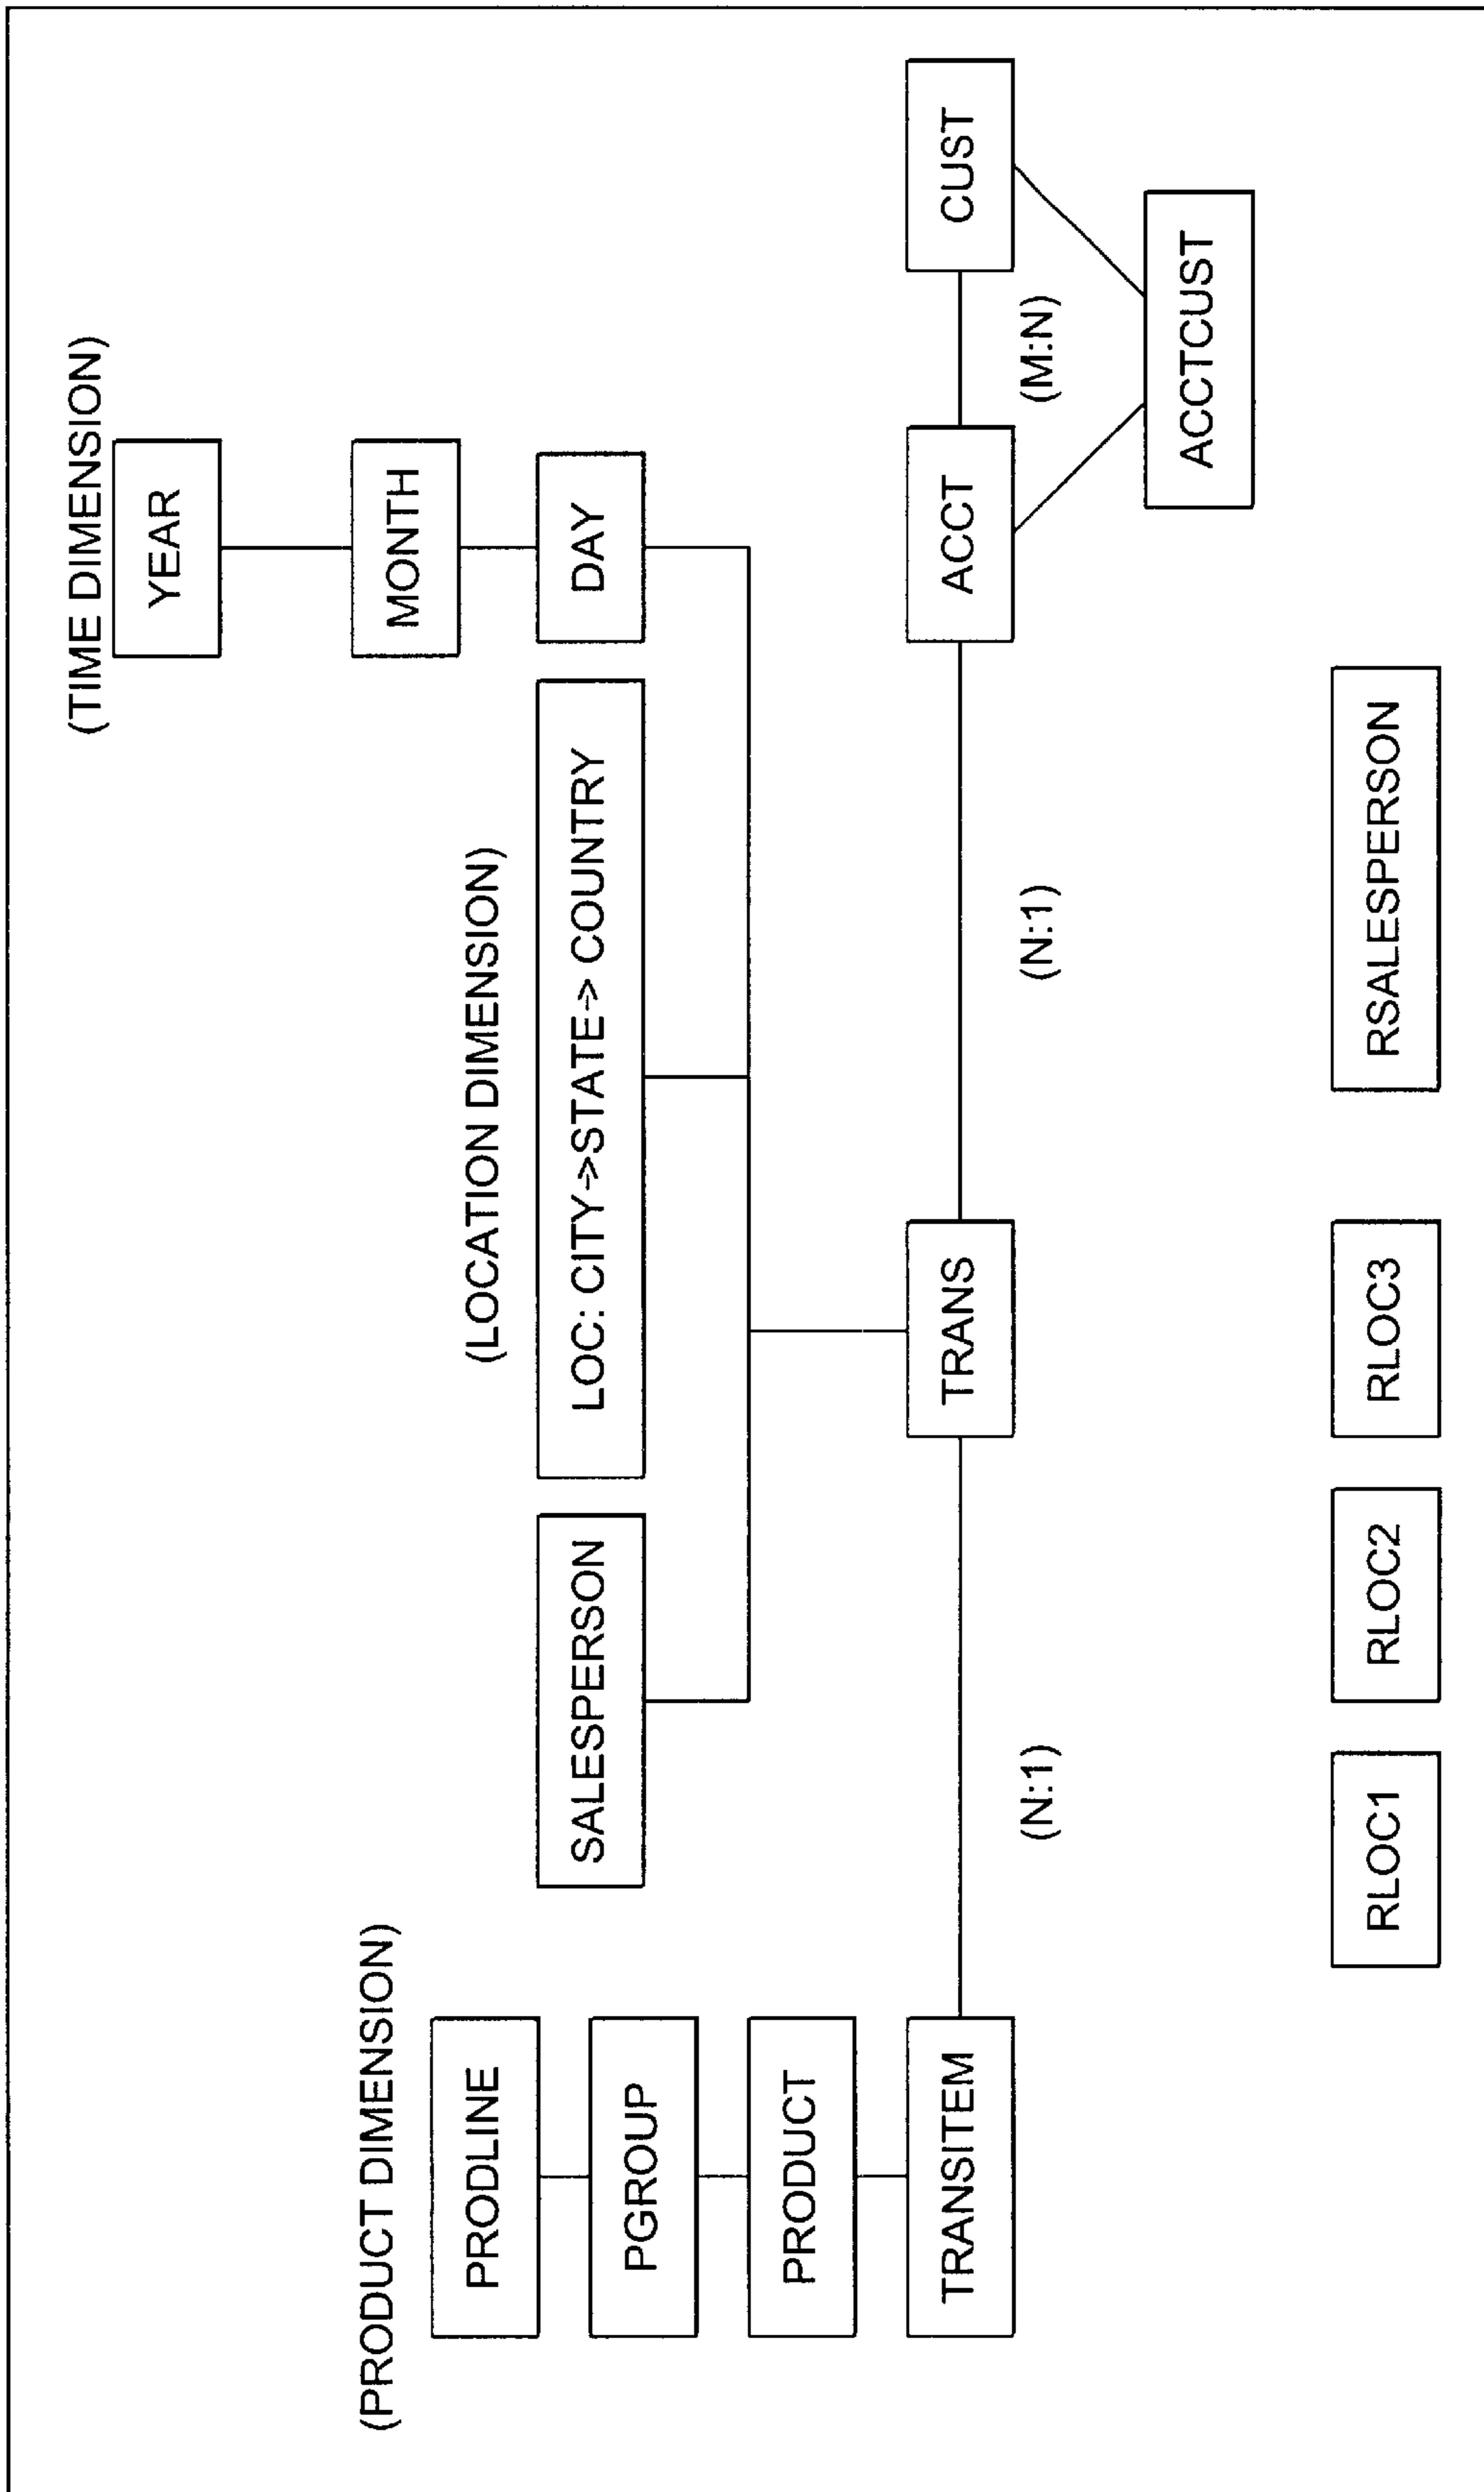 (TIME DIMENSION)
YEAR
(PRODUCT DIMENSION)
MONTH
PRODLINE
(LOCATION DIMENSION)
SALESPERSON
LOC: CITY->STATE-> COUNTRY
DAY
PGROUP
PRODUCT
TRANSITEM
TRANS
ACCT
CUST
(N:1)
(N:1)
(M:N)
ACCTCUST
RLOC1
RLOC2
RLOC3
RSALESPERSON